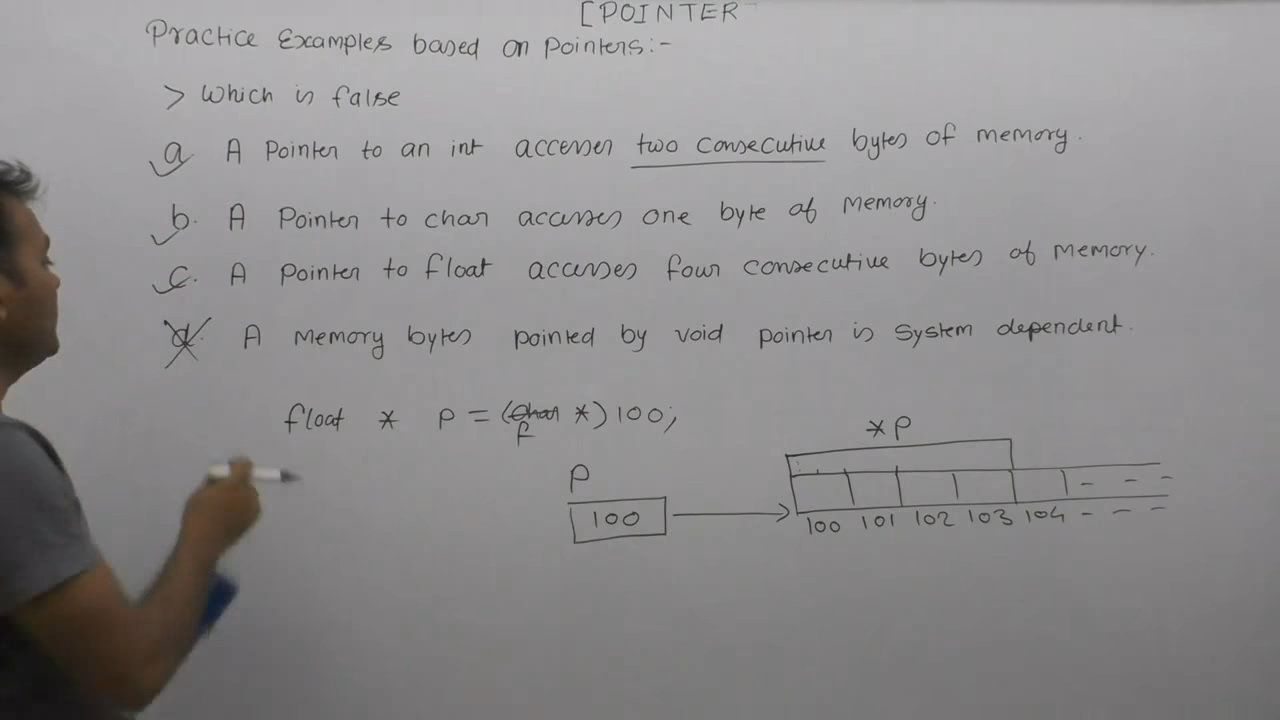 [POINTER
Practice Examples based on pointers:-
> Which is false
a A Pointer to an int accesses two consecutive bytes of memory.
b. A Pointer to char accesses one byte of Memory.
c. A Pointer to float accesses four consecutive bytes of Memory.
d. A Memory bytes pointed by void pointer is System dependent.
float * P = (char *) 100;
f
*P
P
100
100 101 102 103 104 - - -